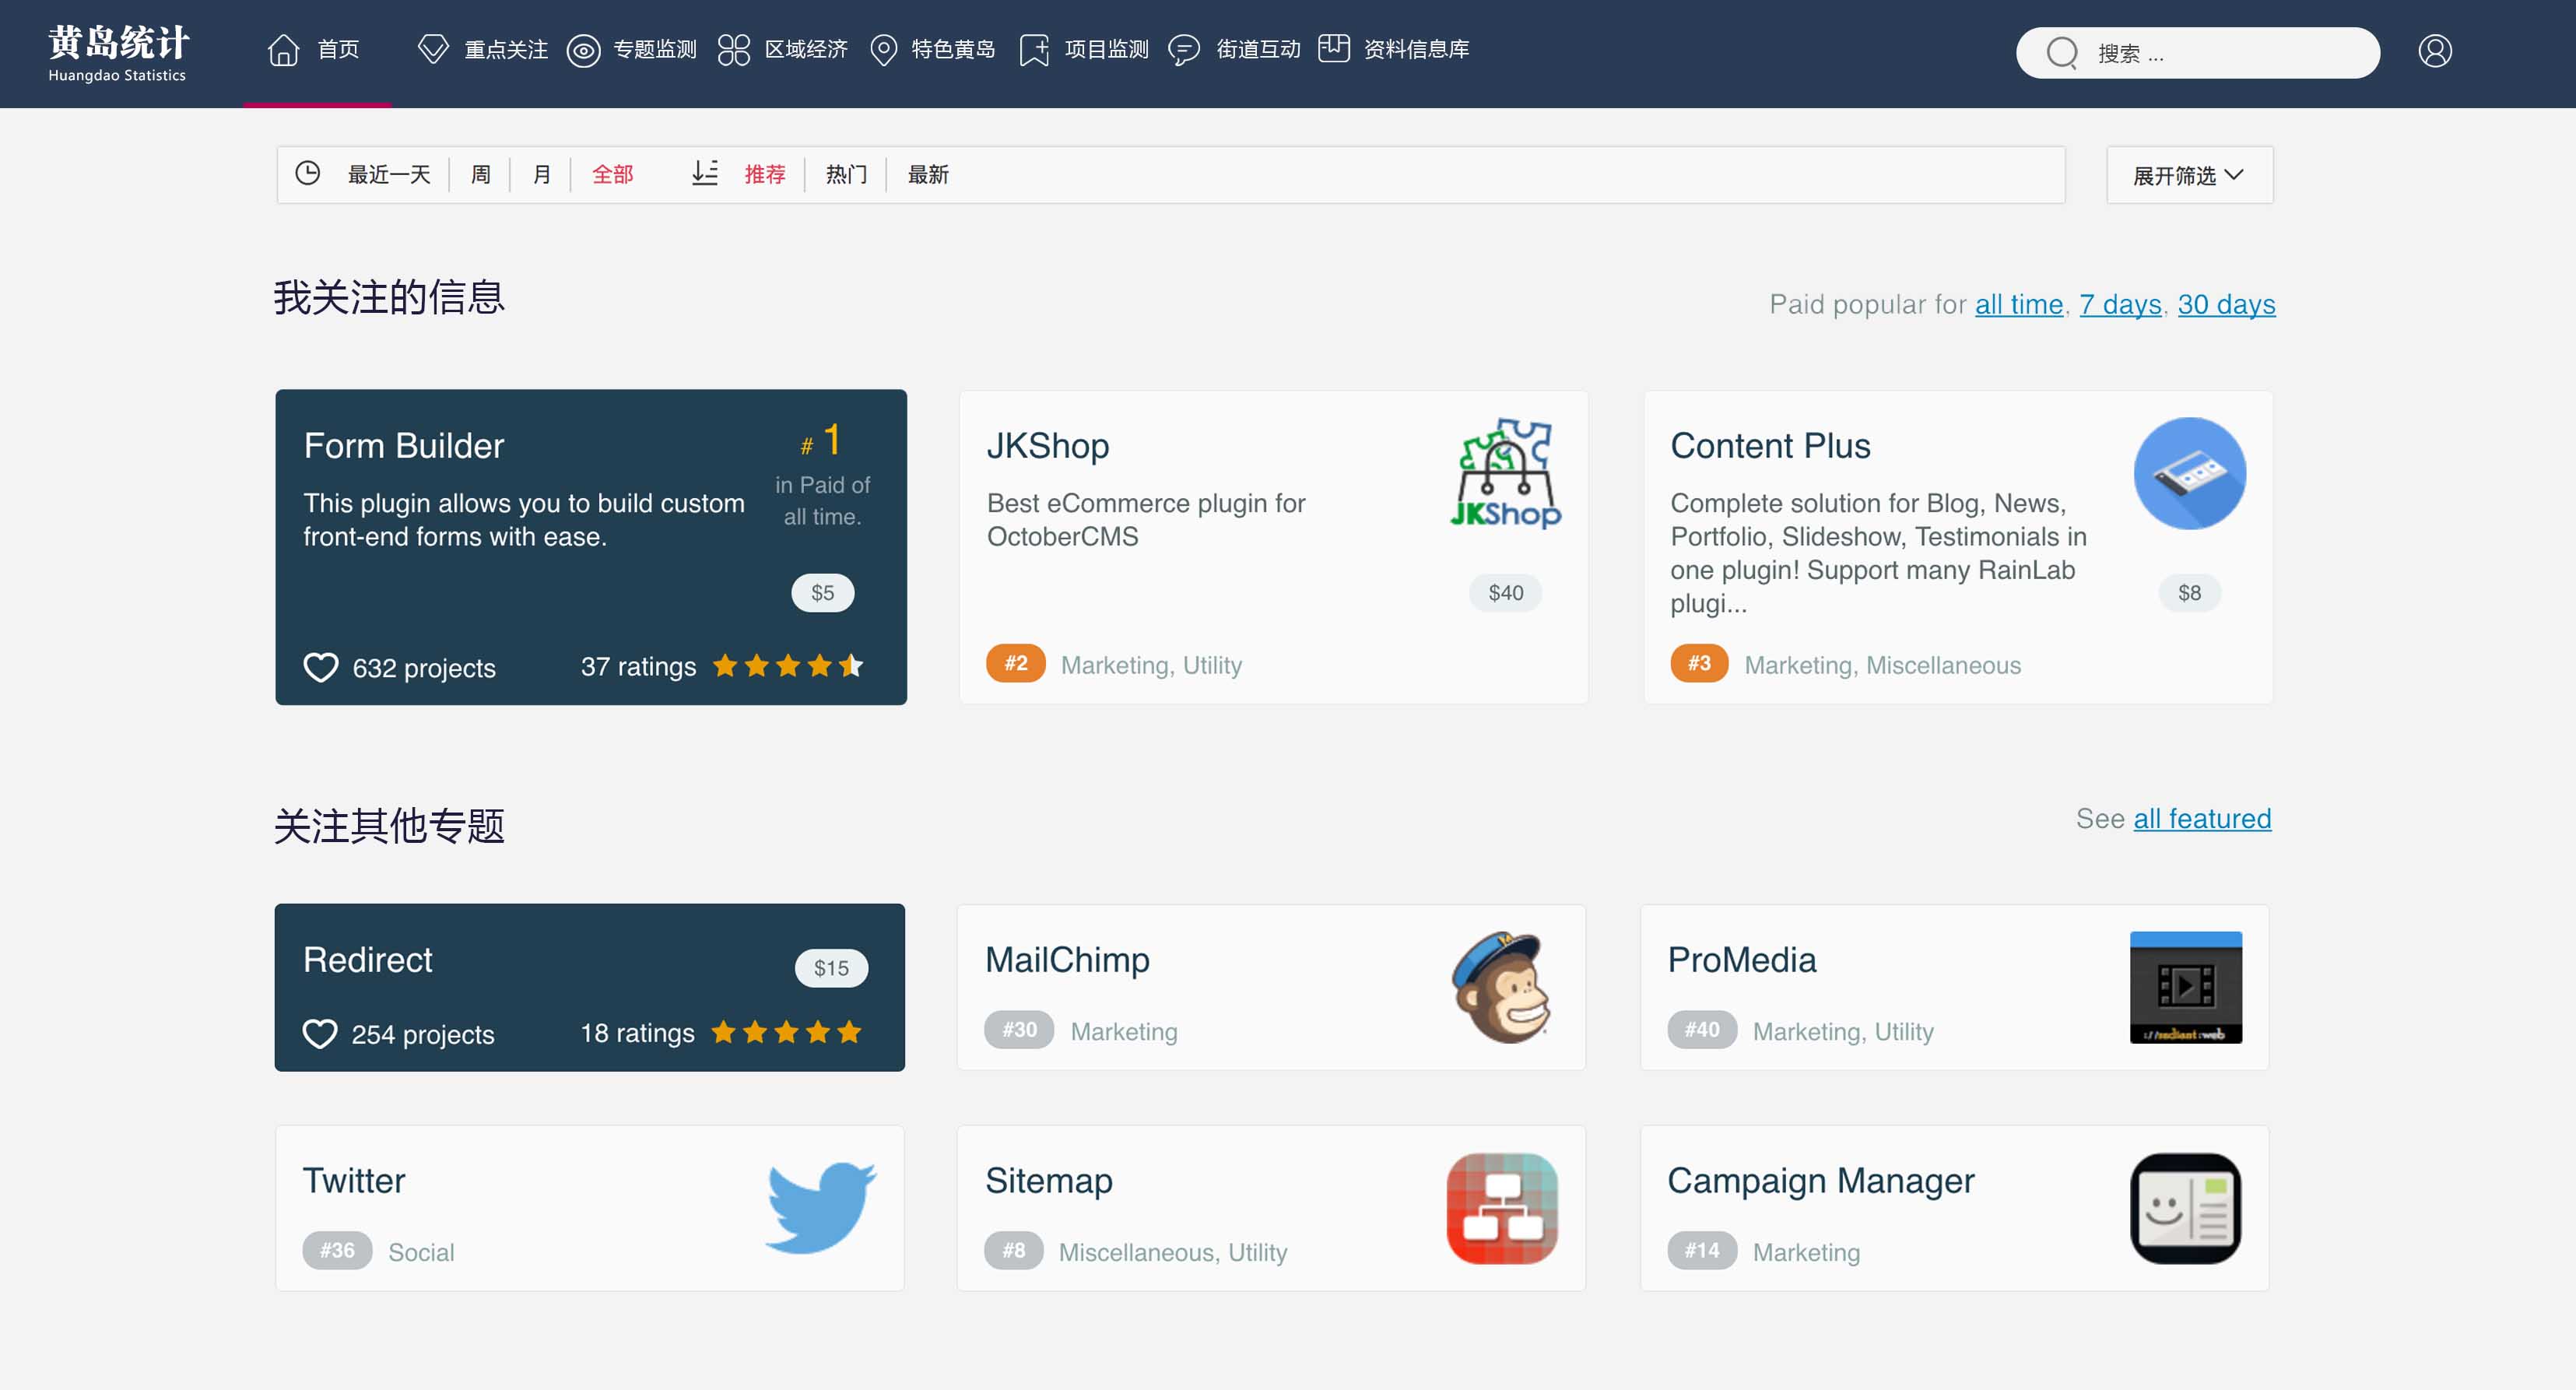 黄岛统计
Huangdao Statistics
首页
重点关注
专题监测
区域经济
特色黄岛
项目监测
街道互动
资料信息库
搜索 ...
最近一天
周
月
全部
推荐
热门
最新
展开筛选
我关注的信息
Paid popular for all time, 7 days, 30 days
Form Builder
# 1
in Paid of
all time.
This plugin allows you to build custom
front-end forms with ease.
$5
632 projects
37 ratings
JKShop
Best eCommerce plugin for
OctoberCMS
JKShop
$40
#2
Marketing, Utility
Content Plus
Complete solution for Blog, News,
Portfolio, Slideshow, Testimonials in
one plugin! Support many RainLab
plugi...
$8
#3
Marketing, Miscellaneous
关注其他专题
See all featured
Redirect
$15
254 projects
18 ratings
MailChimp
#30
Marketing
ProMedia
#40
Marketing, Utility
://radiant:web
Twitter
#36
Social
Sitemap
#8
Miscellaneous, Utility
Campaign Manager
#14
Marketing